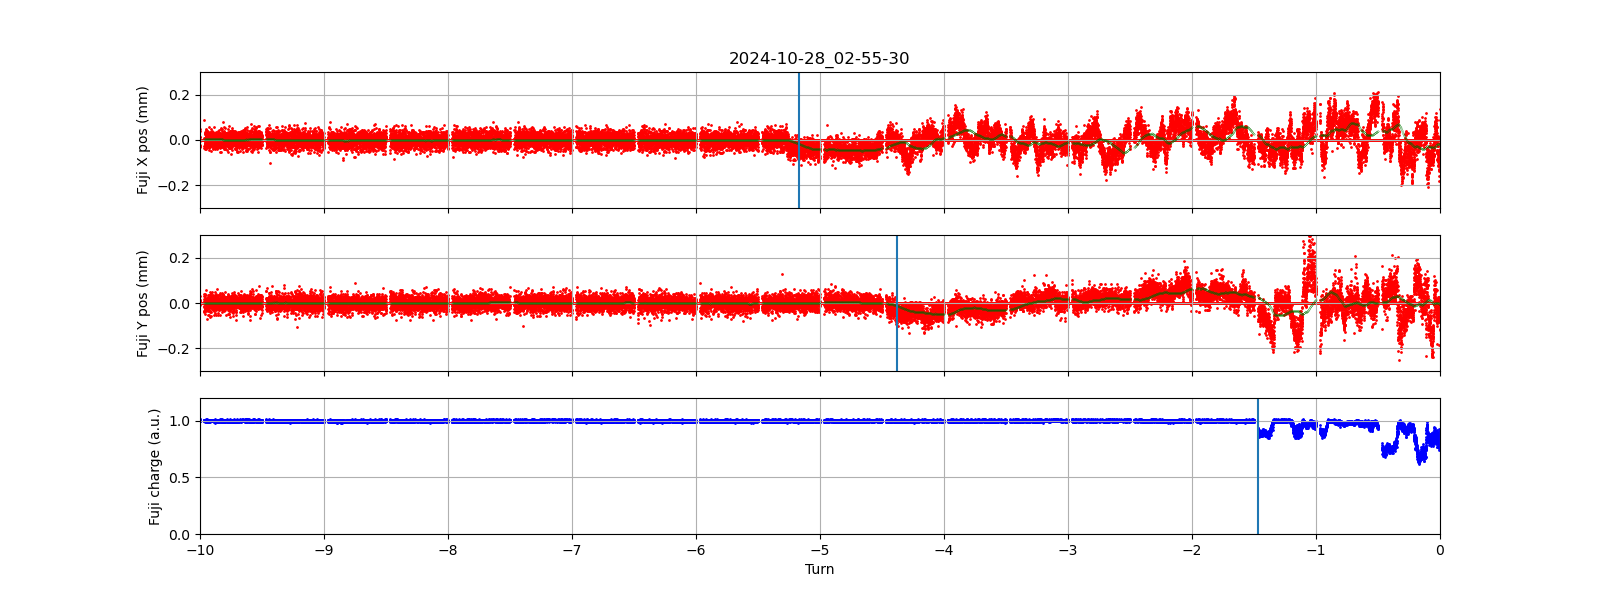 2024-10-28_02-55-30
Fuji X pos (mm)
0.2
0.0
−0.2
Fuji Y pos (mm)
0.2
0.0
−0.2
Fuji charge (a.u.)
1.0
0.5
0.0
−10 −9 −8 −7 −6 −5 −4 −3 −2 −1 0
Turn